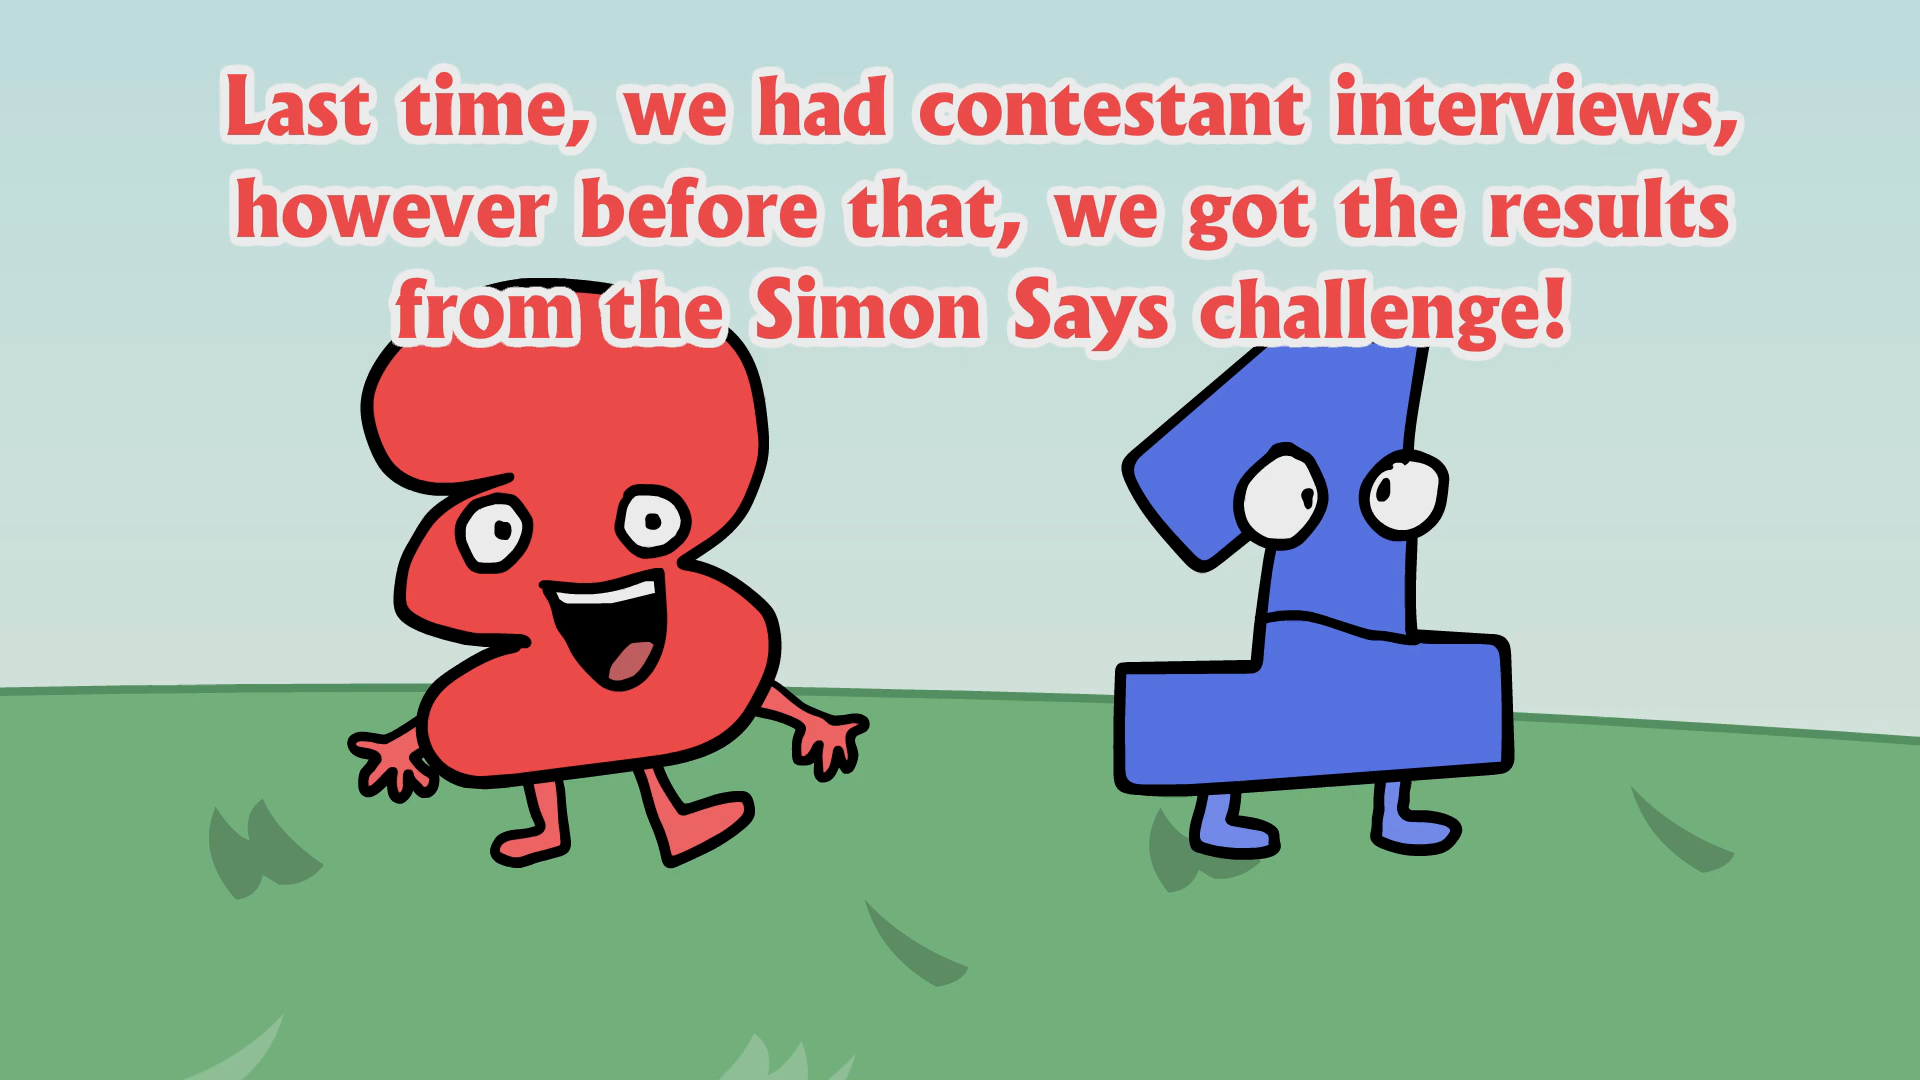 Last time, we had contestant interviews,
however before that, we got the results
from the Simon Says challenge!